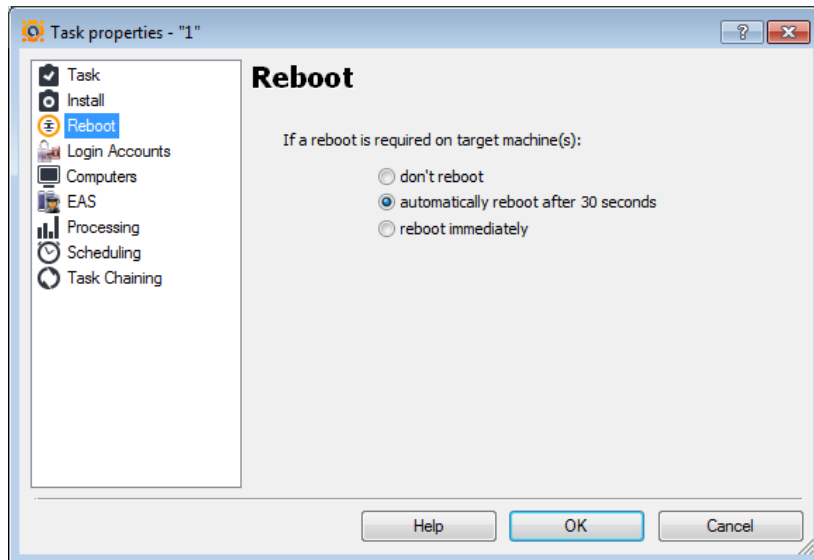 Task properties - "1"
Task
Install
Reboot
Login Accounts
Computers
EAS
Processing
Scheduling
Task Chaining
Reboot
If a reboot is required on target machine(s):
don't reboot
automatically reboot after 30 seconds
reboot immediately
Help
OK
Cancel